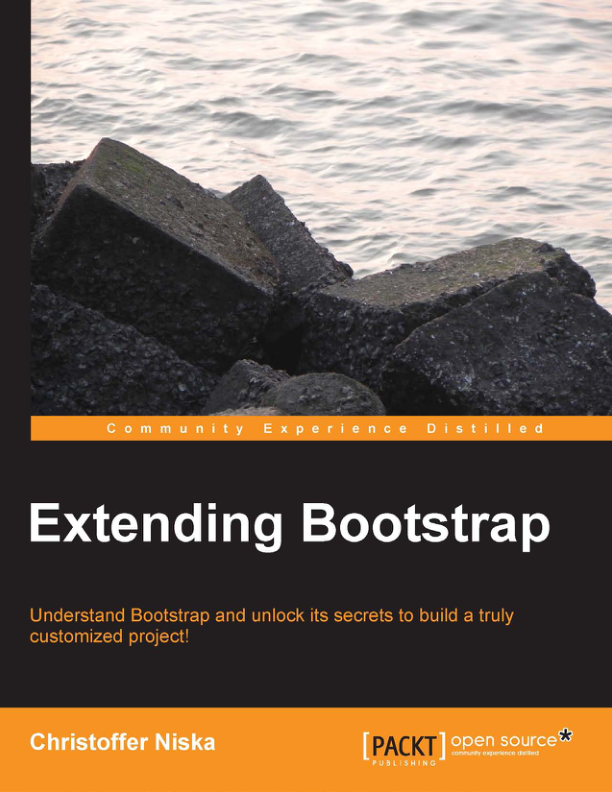 Community Experience Distilled
Extending Bootstrap
Understand Bootstrap and unlock its secrets to build a truly
customized project!
Christoffer Niska
[PACKT]
PUBLISHING
open source*
community experience distilled